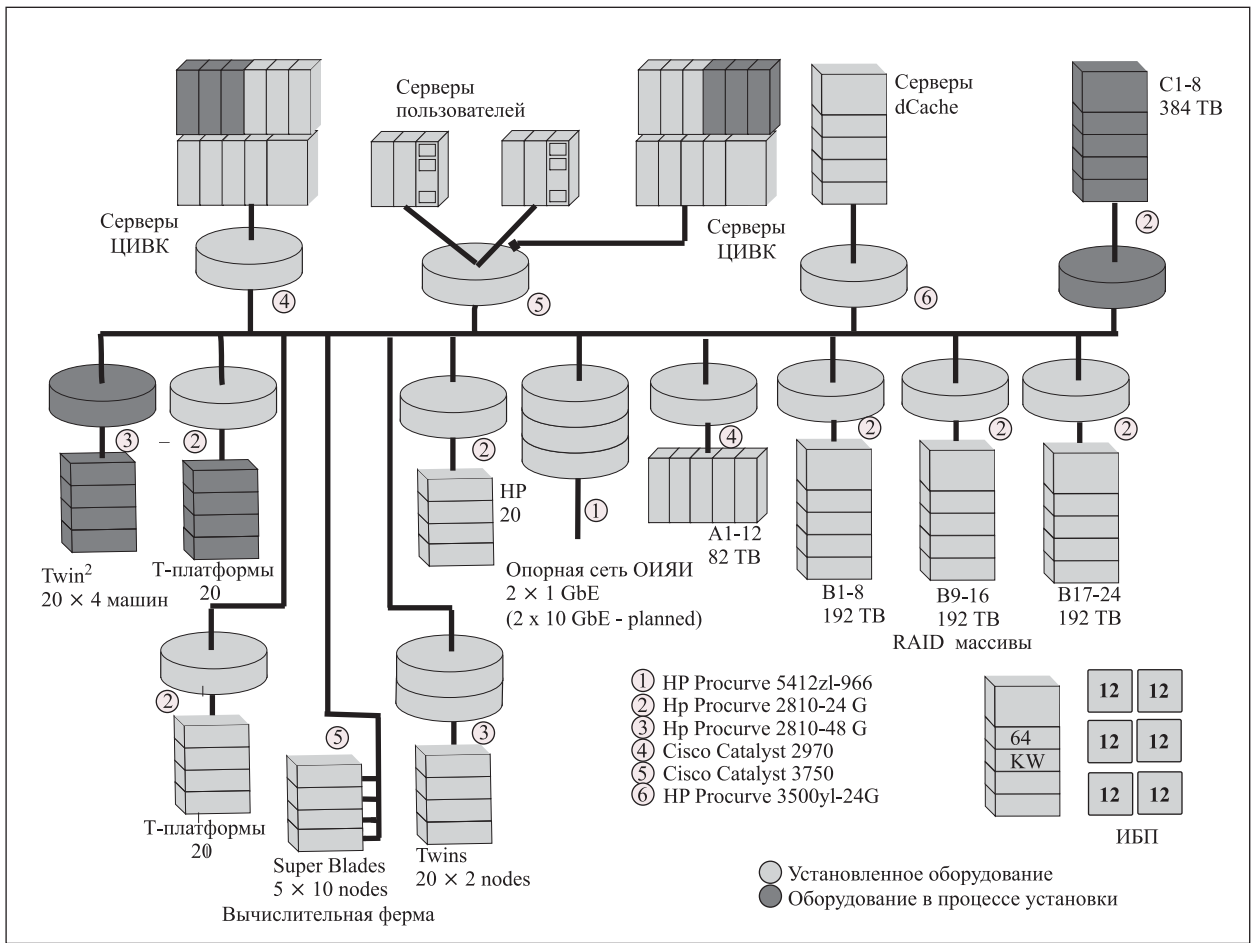 Серверы
пользователей
Серверы
dCache
C1-8
384 TB
Серверы
ЦИВК
Серверы
ЦИВК
2
4
5
6
3 – 2
2
1
4
2
2
2
HP
20
A1-12
82 TB
Twin2
20 × 4 машин
Т-платформы
20
Опорная сеть ОИЯИ
2 × 1 GbE
(2 x 10 GbE - planned)
B1-8
192 TB
B9-16
192 TB
B17-24
192 TB
RAID массивы
2
5
3
Т-платформы
20
Super Blades
5 × 10 nodes
Twins
20 × 2 nodes
Вычислительная ферма
1 HP Procurve 5412zl-966
2 Hp Procurve 2810-24 G
3 Hp Procurve 2810-48 G
4 Cisco Catalyst 2970
5 Cisco Catalyst 3750
6 HP Procurve 3500yl-24G
64
KW
12 12
12 12
12 12
ИБП
Установленное оборудование
Оборудование в процессе установки